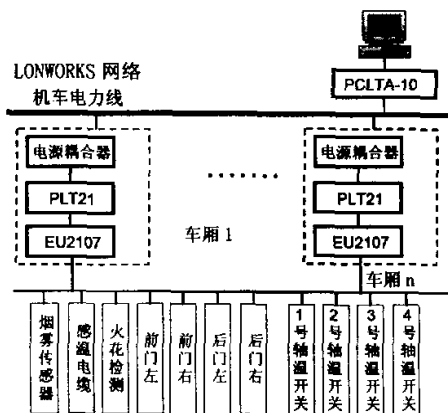 LONWORKS 网络
机车电力线
PCLTA-10
电源耦合器
PLT21
EU2107
车厢 1
电源耦合器
PLT21
EU2107
车厢 n
烟雾传感器
感温电缆
火花检测
前门左
前门右
后门左
后门右
1号轴温开关
2号轴温开关
3号轴温开关
4号轴温开关